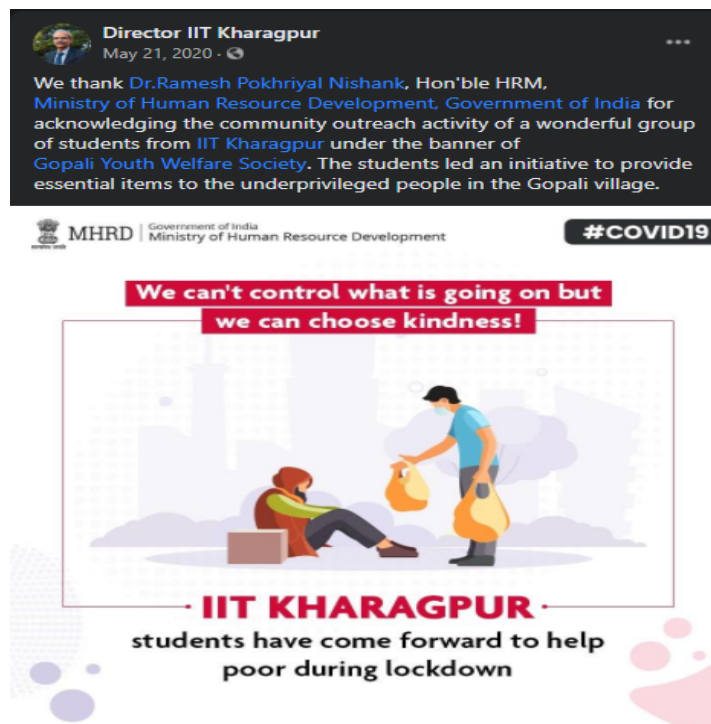 Director IIT Kharagpur
May 21, 2020
We thank Dr.Ramesh Pokhriyal Nishank, Hon'ble HRM,
Ministry of Human Resource Development, Government of India for
acknowledging the community outreach activity of a wonderful group
of students from IIT Kharagpur under the banner of
Gopali Youth Welfare Society. The students led an initiative to provide
essential items to the underprivileged people in the Gopali village.
MHRD
Government of India
Ministry of Human Resource Development
#COVID19
We can't control what is going on but
we can choose kindness!
IIT KHARAGPUR
students have come forward to help
poor during lockdown